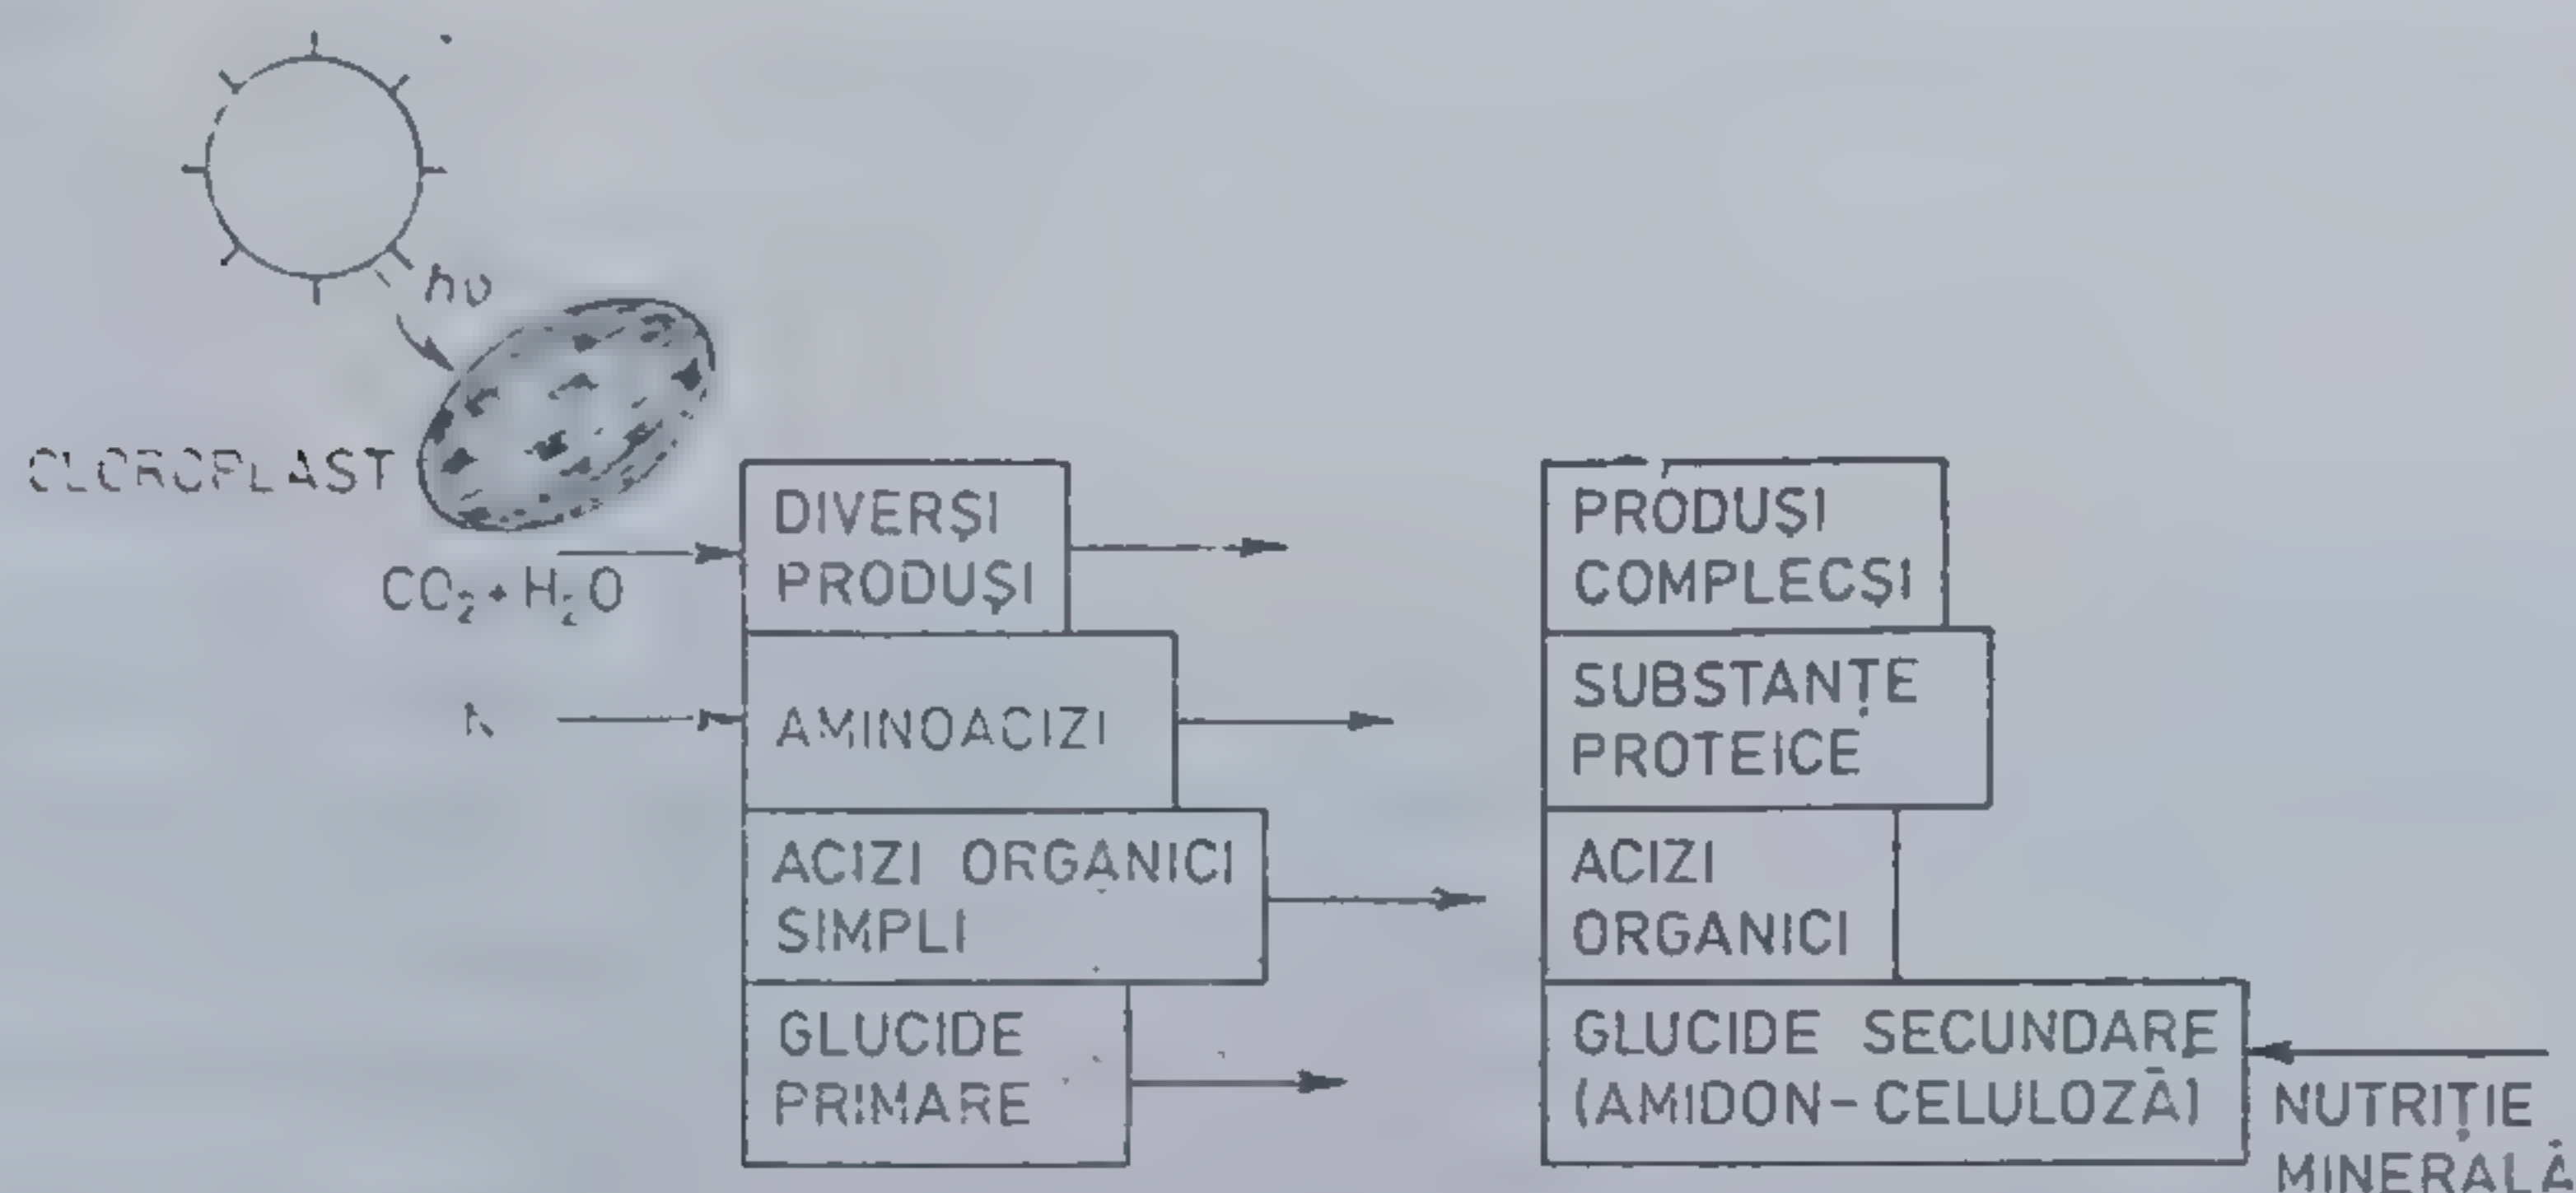 hυ
CLOROPLAST
CO₂ + H₂O
N
DIVERȘI
PRODUȘI
AMINOACIZI
ACIZI ORGANICI
SIMPLI
GLUCIDE
PRIMARE
PRODUȘI
COMPLECȘI
SUBSTANȚE
PROTEICE
ACIZI
ORGANICI
GLUCIDE SECUNDARE
(AMIDON-CELULOZĂ)
NUTRIȚIE
MINERALĂ